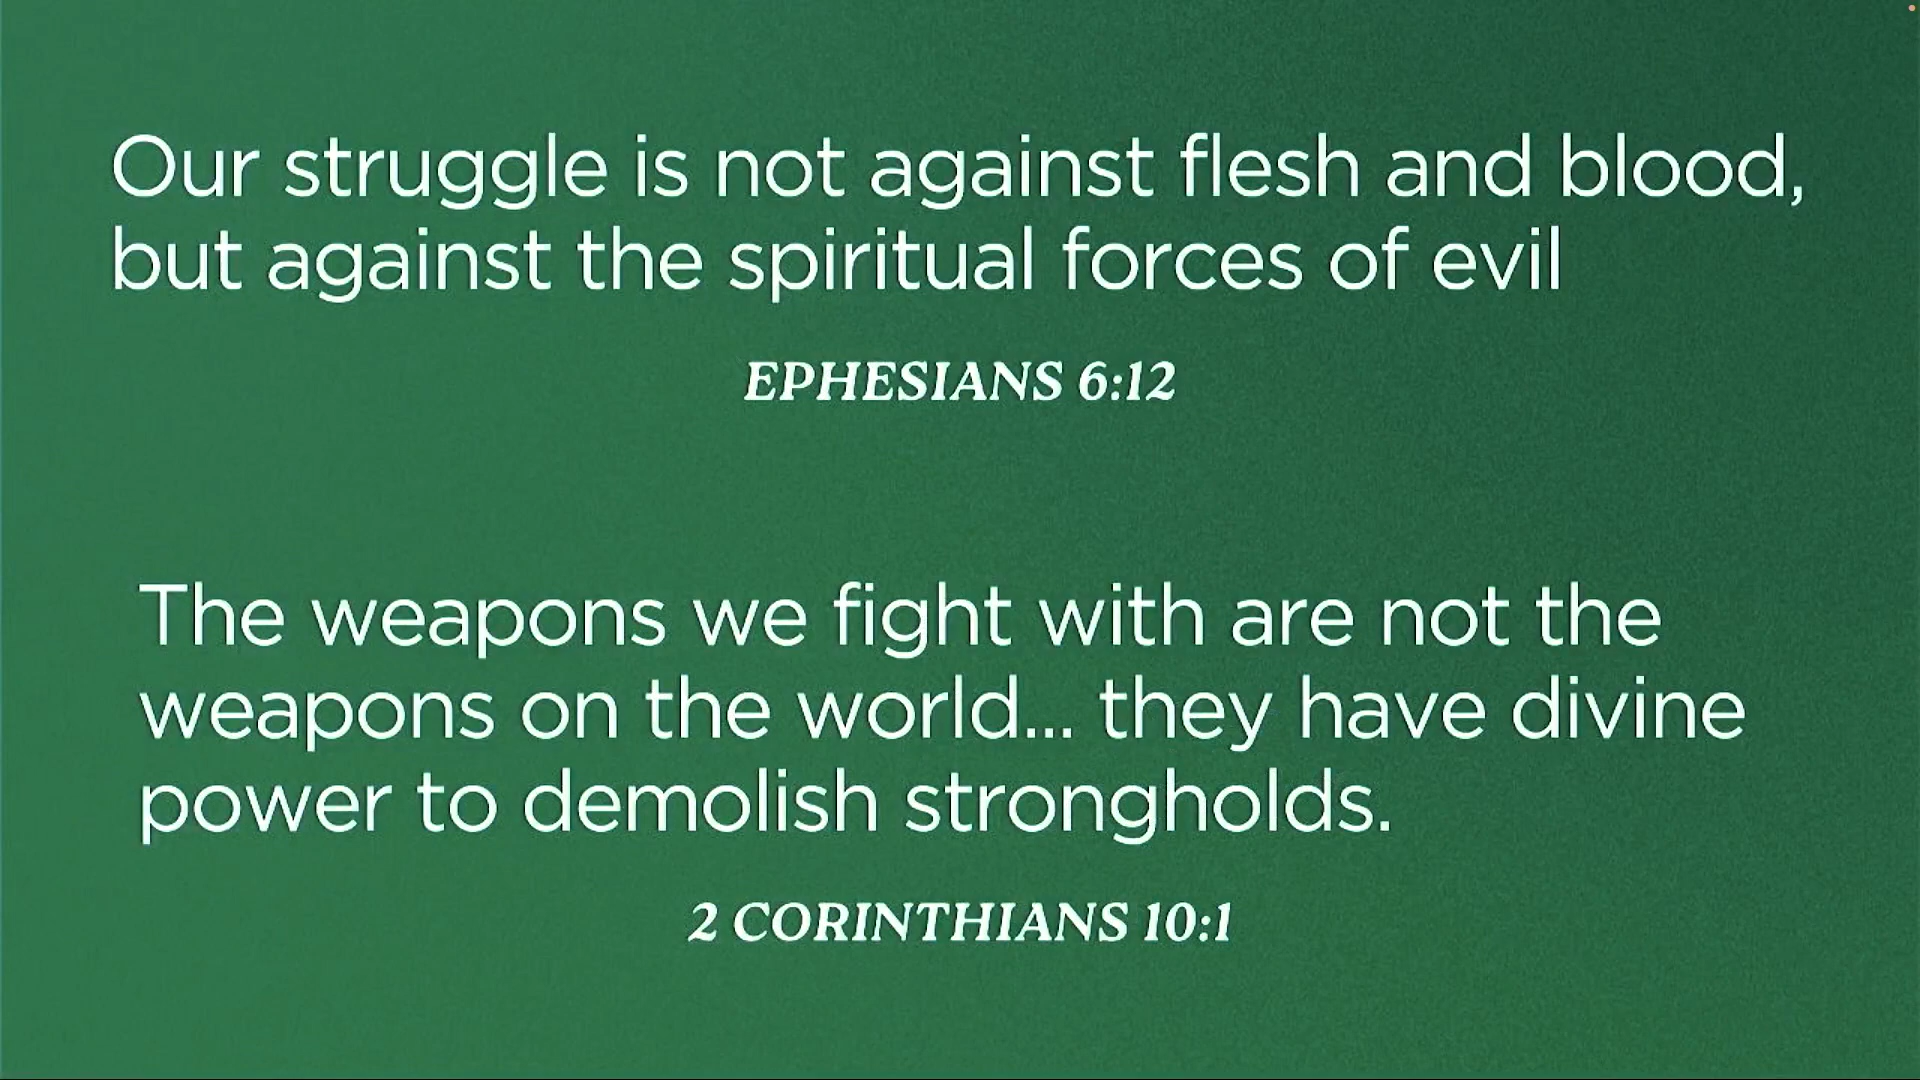 Our struggle is not against flesh and blood,
but against the spiritual forces of evil
EPHESIANS 6:12
The weapons we fight with are not the
weapons on the world... they have divine
power to demolish strongholds.
2 CORINTHIANS 10:1